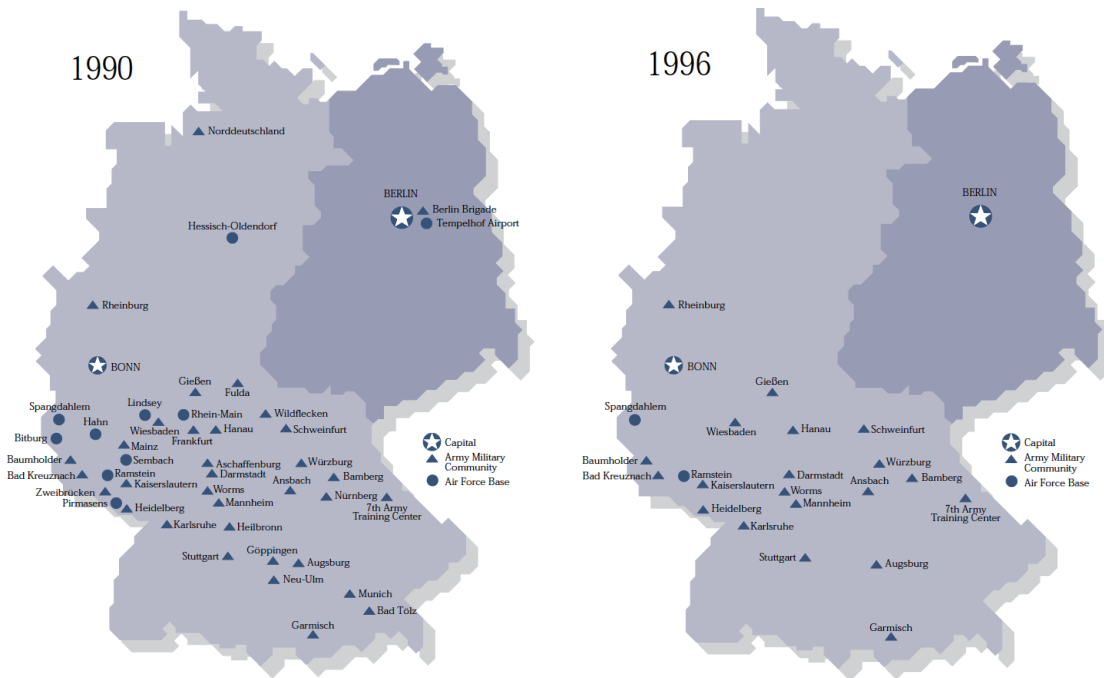 1990
Norddeutschland
BERLIN
Berlin Brigade
Tempelhof Airport
Hessisch-Oldendorf
Rheinburg
BONN
Gießen
Fulda
Spangdahlem
Lindsey
Rhein-Main
Wildflecken
Hahn
Wiesbaden
Frankfurt
Hanau
Schweinfurt
Bitburg
Mainz
Baumholder
Sembach
Aschaffenburg
Würzburg
Bad Kreuznach
Ramstein
Darmstadt
Bamberg
Kaiserslautern
Ansbach
Zweibrücken
Worms
Nürnberg
Pirmasens
Heidelberg
Mannheim
7th Army
Training Center
Karlsruhe
Heilbronn
Stuttgart
Göppingen
Augsburg
Neu-Ulm
Munich
Bad Tölz
Garmisch
Capital
Army Military
Community
Air Force Base
1996
BERLIN
Rheinburg
BONN
Gießen
Spangdahlem
Wiesbaden
Hanau
Schweinfurt
Baumholder
Würzburg
Bad Kreuznach
Ramstein
Darmstadt
Bamberg
Kaiserslautern
Ansbach
Worms
Heidelberg
Mannheim
7th Army
Training Center
Karlsruhe
Stuttgart
Augsburg
Garmisch
Capital
Army Military
Community
Air Force Base